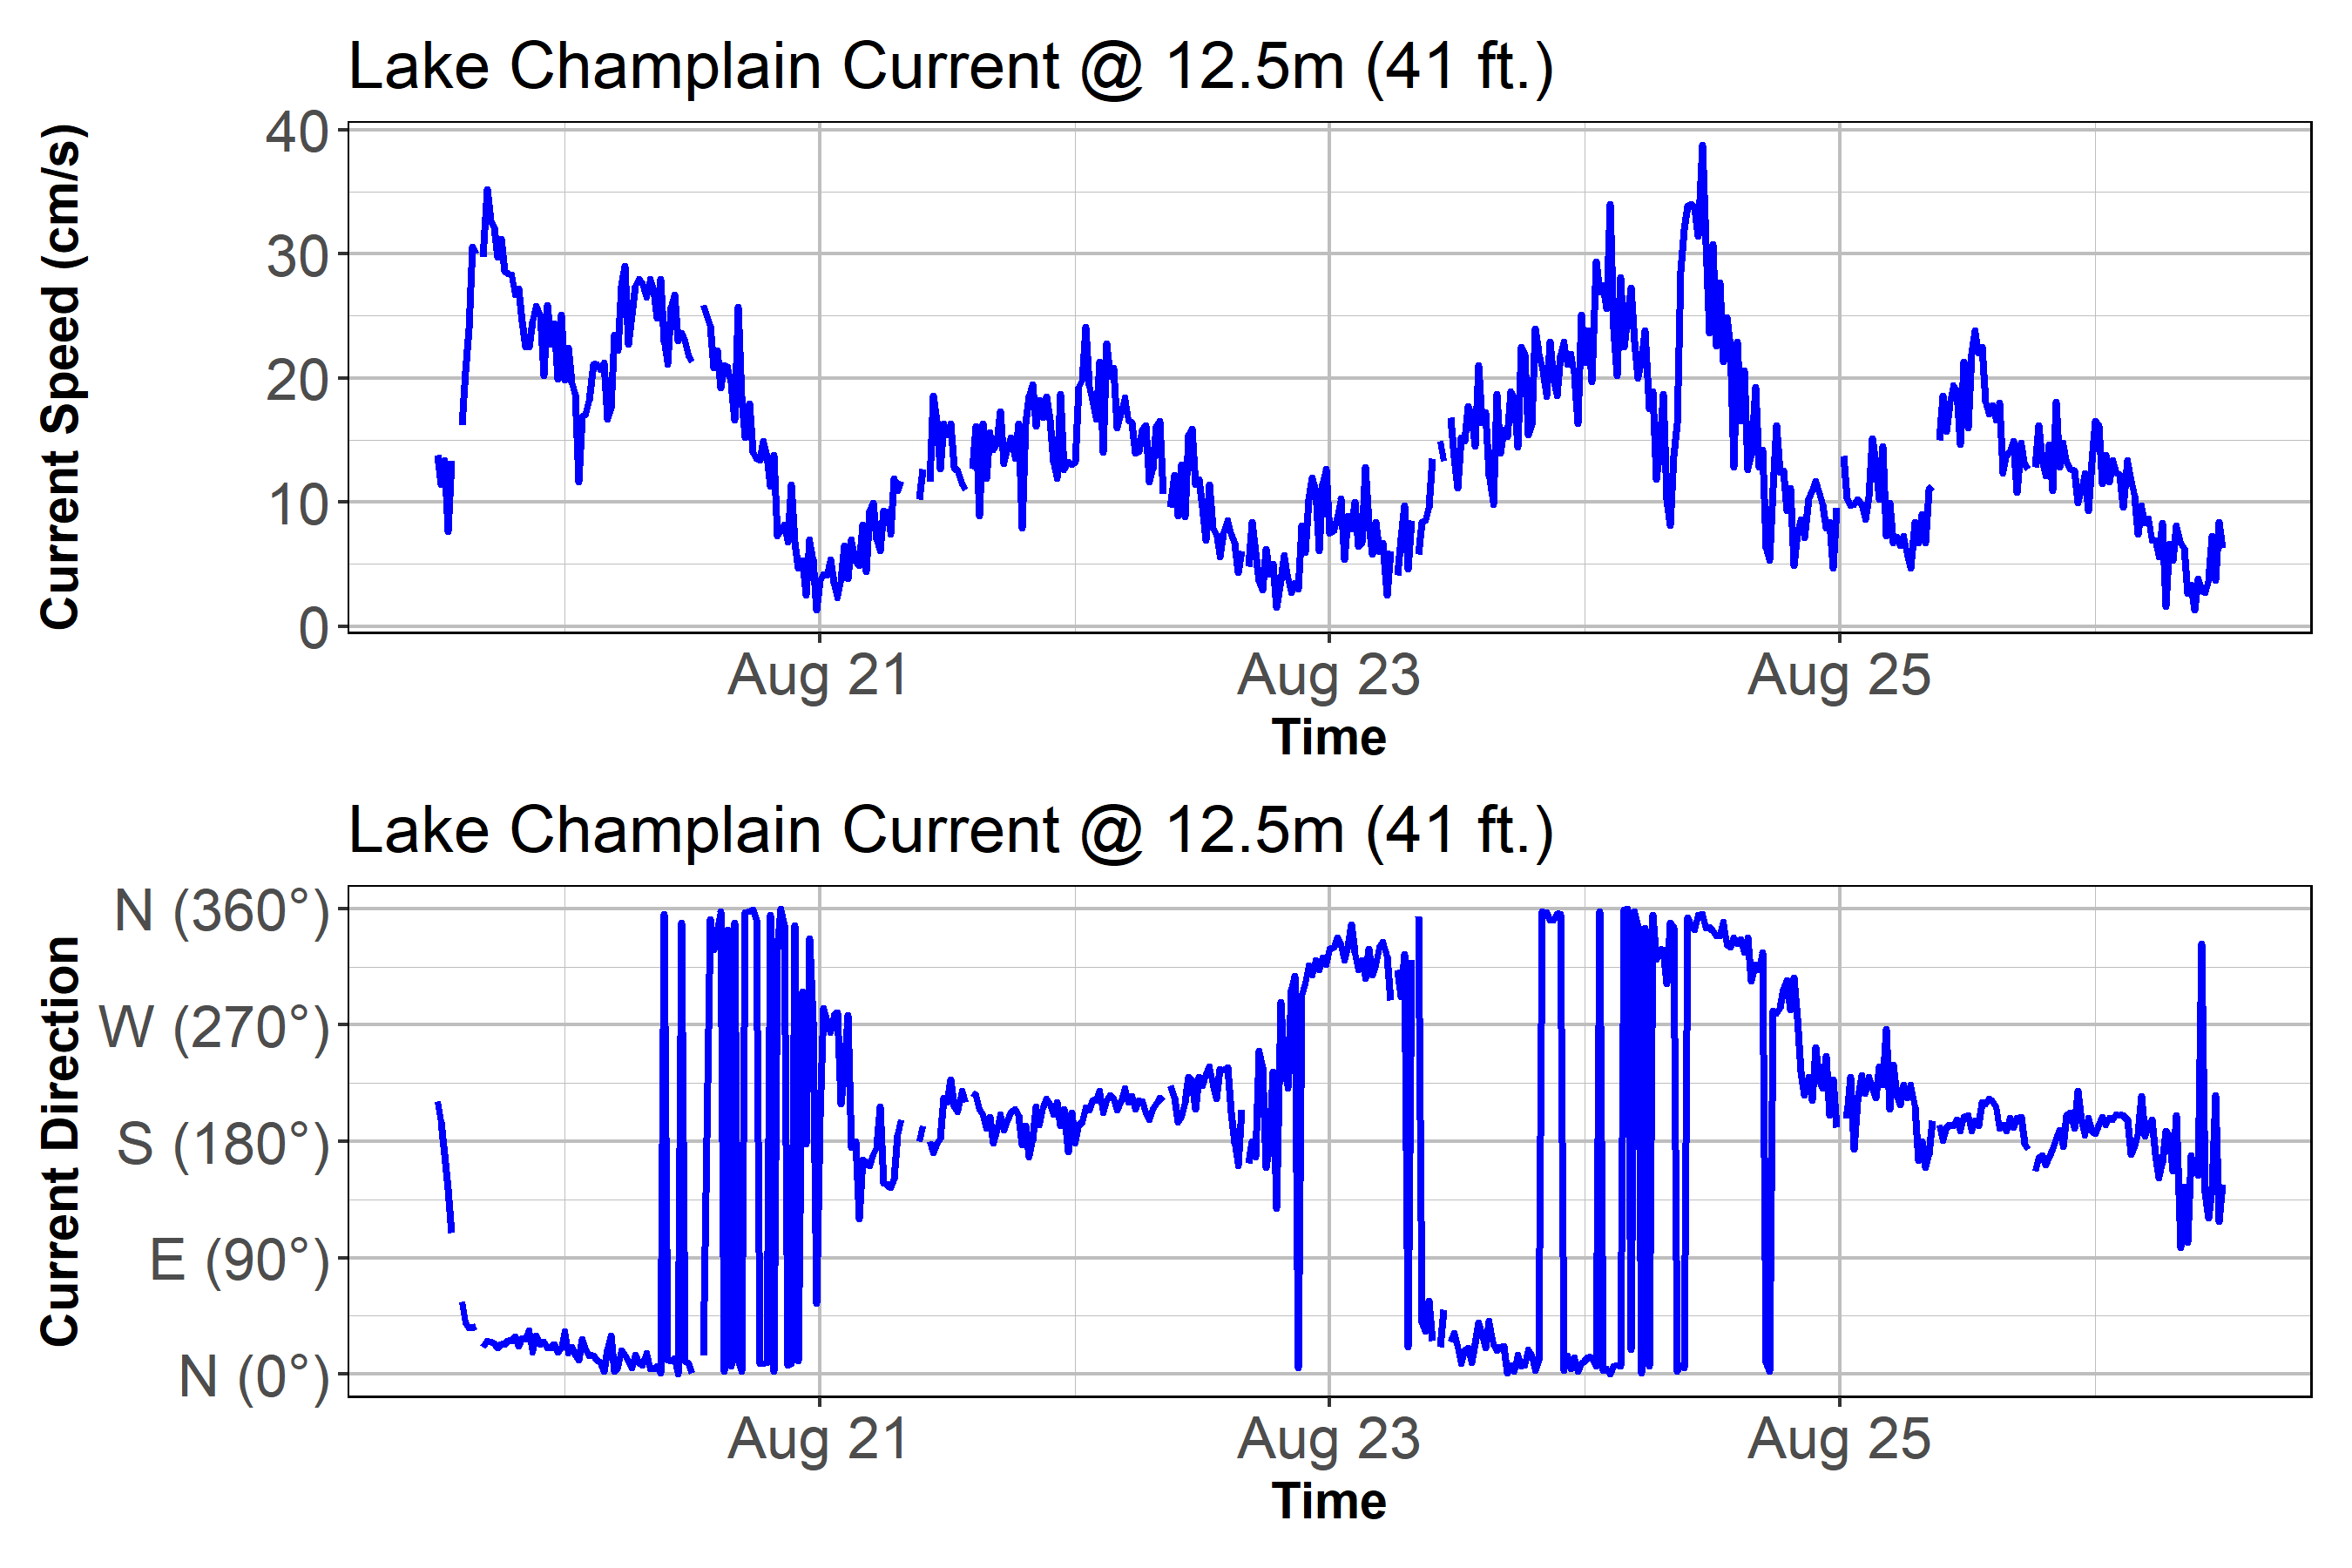 Lake Champlain Current @ 12.5m (41 ft.)
Current Speed (cm/s)
40
30
20
10
0
Aug 21 Aug 23 Aug 25
Time
Lake Champlain Current @ 12.5m (41 ft.)
Current Direction
N (360°)
W (270°)
S (180°)
E (90°)
N (0°)
Aug 21 Aug 23 Aug 25
Time